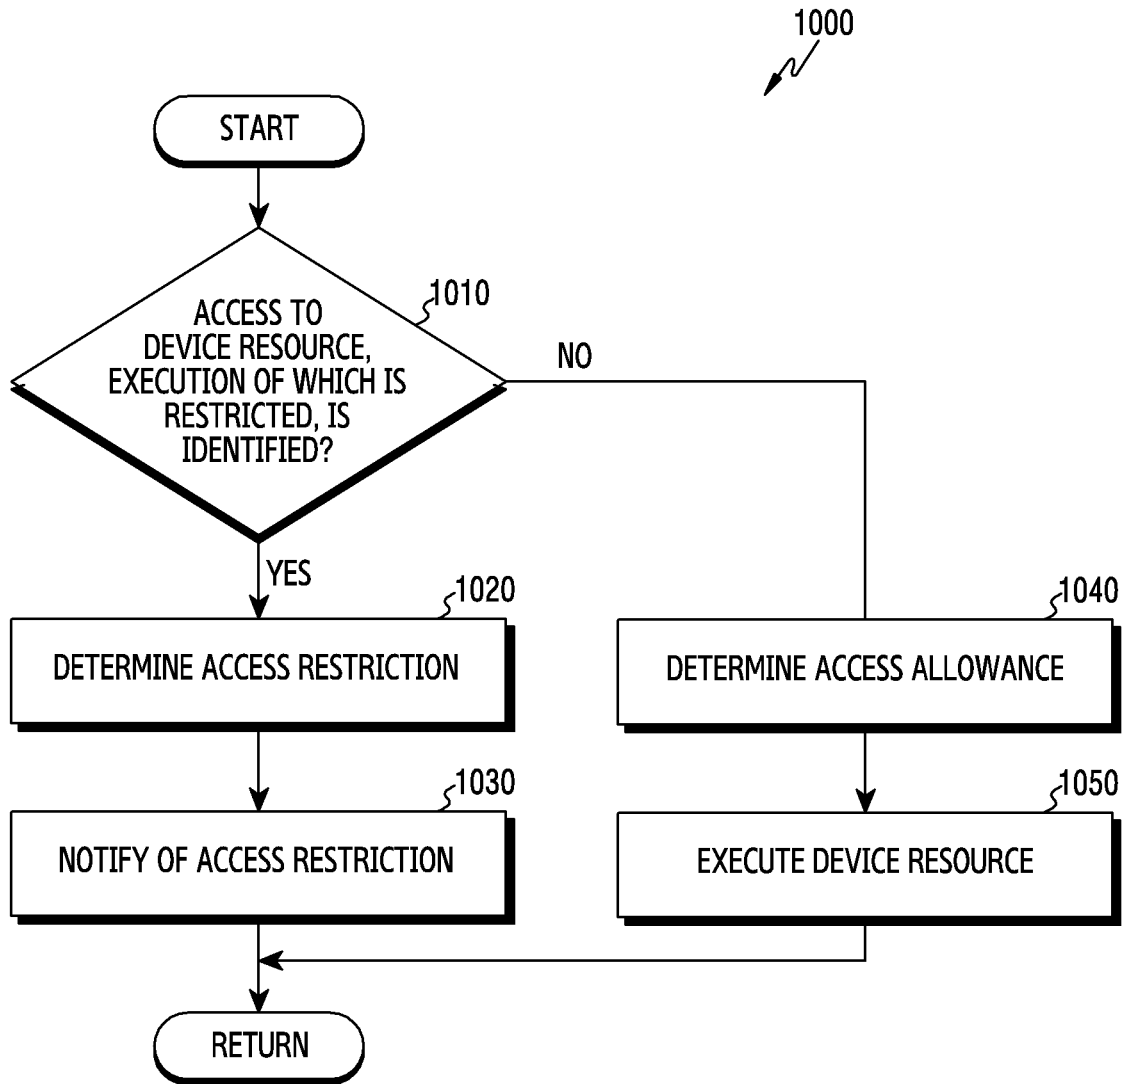 1000
START
1010
ACCESS TO
DEVICE RESOURCE,
EXECUTION OF WHICH IS
RESTRICTED, IS
IDENTIFIED?
NO
YES
1020
DETERMINE ACCESS RESTRICTION
1040
DETERMINE ACCESS ALLOWANCE
1030
NOTIFY OF ACCESS RESTRICTION
1050
EXECUTE DEVICE RESOURCE
RETURN